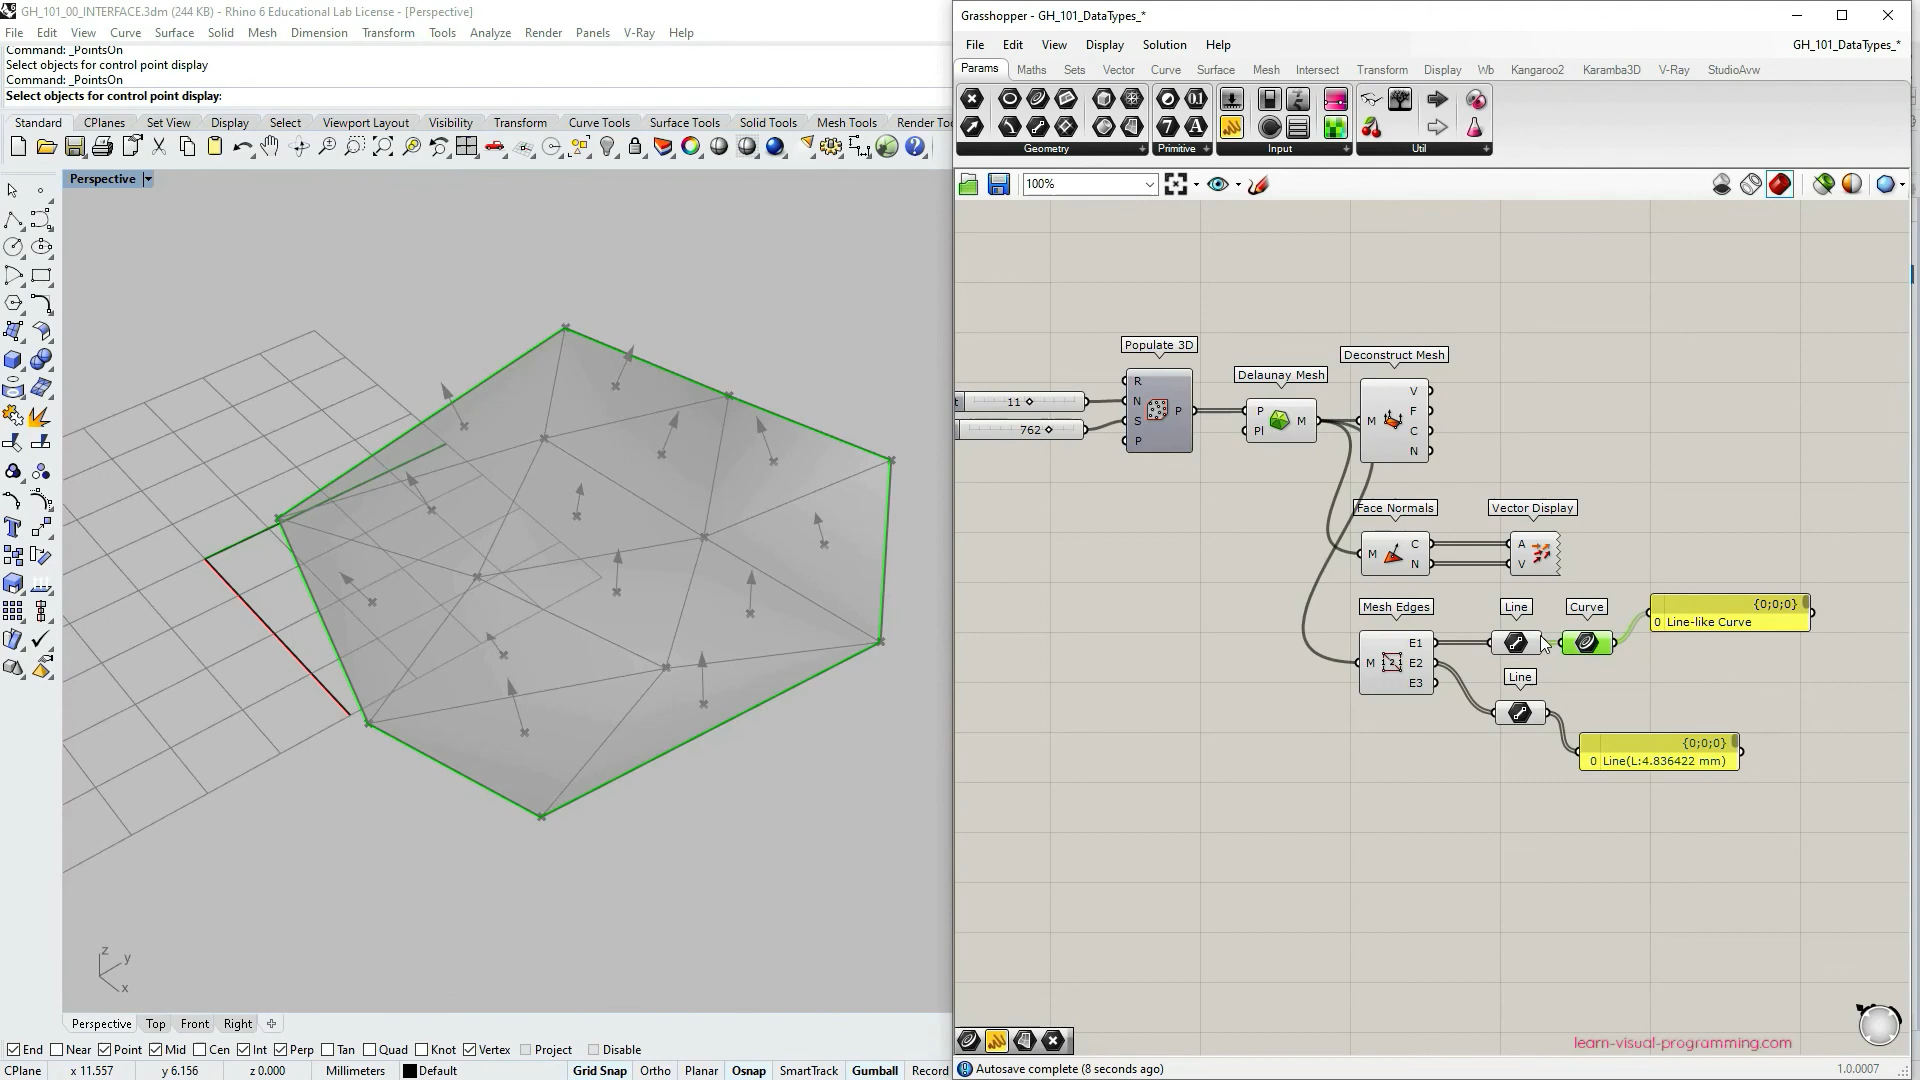 GH_101_00_INTERFACE.3dm (244 KB) - Rhino 6 Educational Lab License - [Perspective]
File Edit View Curve Surface Solid Mesh Dimension Transform Tools Analyze Render Panels V-Ray Help
Command: _PointsOn
Select objects for control point display
Command: _PointsOn
Select objects for control point display:
Standard CPlanes Set View Display Select Viewport Layout Visibility Transform Curve Tools Surface Tools Solid Tools Mesh Tools Render To
Perspective
z
y
x
Perspective Top Front Right
End Near Point Mid Cen Int Perp Tan Quad Knot Vertex Project Disable
CPlane x 11.557 y 6.156 z 0.000 Millimeters Default Grid Snap Ortho Planar Osnap SmartTrack Gumball Record
Grasshopper - GH_101_DataTypes_*
File Edit View Display Solution Help
GH_101_DataTypes_*
Params Maths Sets Vector Curve Surface Mesh Intersect Transform Display Wb Kangaroo2 Karamba3D V-Ray StudioAvw
Geometry Primitive Input Util
100%
Populate 3D
R
N
S
P
P
t 11
762
Delaunay Mesh
P
Pl
M
Deconstruct Mesh
M
V
F
C
N
Face Normals
M
C
N
Vector Display
A
V
Mesh Edges
M
E1
E2
E3
Line
Curve
{0;0;0}
0 Line-like Curve
Line
{0;0;0}
0 Line(L:4.836422 mm)
learn-visual-programming.com
Autosave complete (8 seconds ago)
1.0.0007